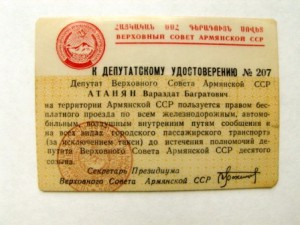 ՀԱՅԿԱԿԱՆ ՍՍՀ ԳԵՐԱԳՈՒՅՆ ՍՈՎԵՏ
ВЕРХОВНЫЙ СОВЕТ АРМЯНСКОЙ ССР
К ДЕПУТАТСКОМУ УДОСТОВЕРЕНИЮ № 207
Депутат Верховного Совета Армянской ССР
АТАНЯН Вараздат Багратович
на территории Армянской ССР пользуется правом бес-
платного проезда по всем железнодорожным, автомо-
бильным, воздушным внутренним путям сообщения и
на всех видах городского пассажирского транспорта
(за исключением такси) до истечения полномочий де-
путата Верховного Совета Армянской ССР десятого
созыва.
Секретарь Президиума
Верховного Совета Армянской ССР